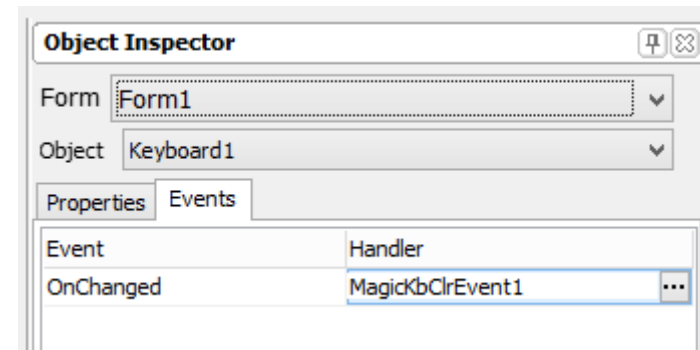 Object Inspector
Form Form1
Object Keyboard1
Properties Events
Event Handler
OnChanged MagicKbClrEvent1 ...